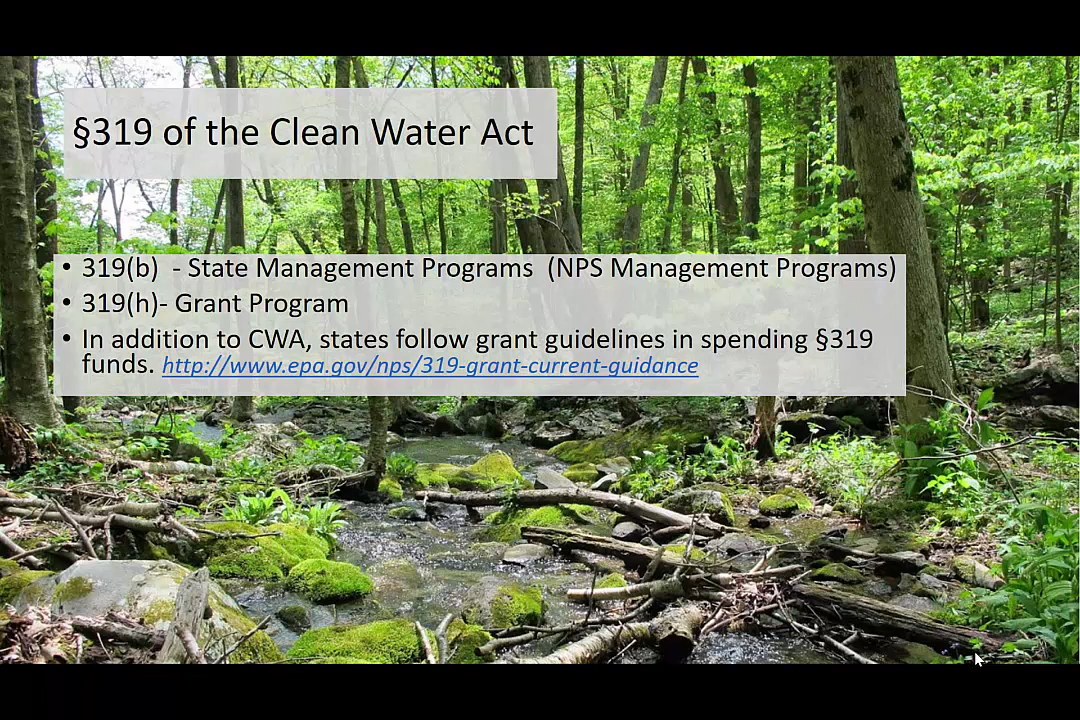 §319 of the Clean Water Act
• 319(b)  - State Management Programs  (NPS Management Programs)
• 319(h)- Grant Program
• In addition to CWA, states follow grant guidelines in spending §319
funds. http://www.epa.gov/nps/319-grant-current-guidance